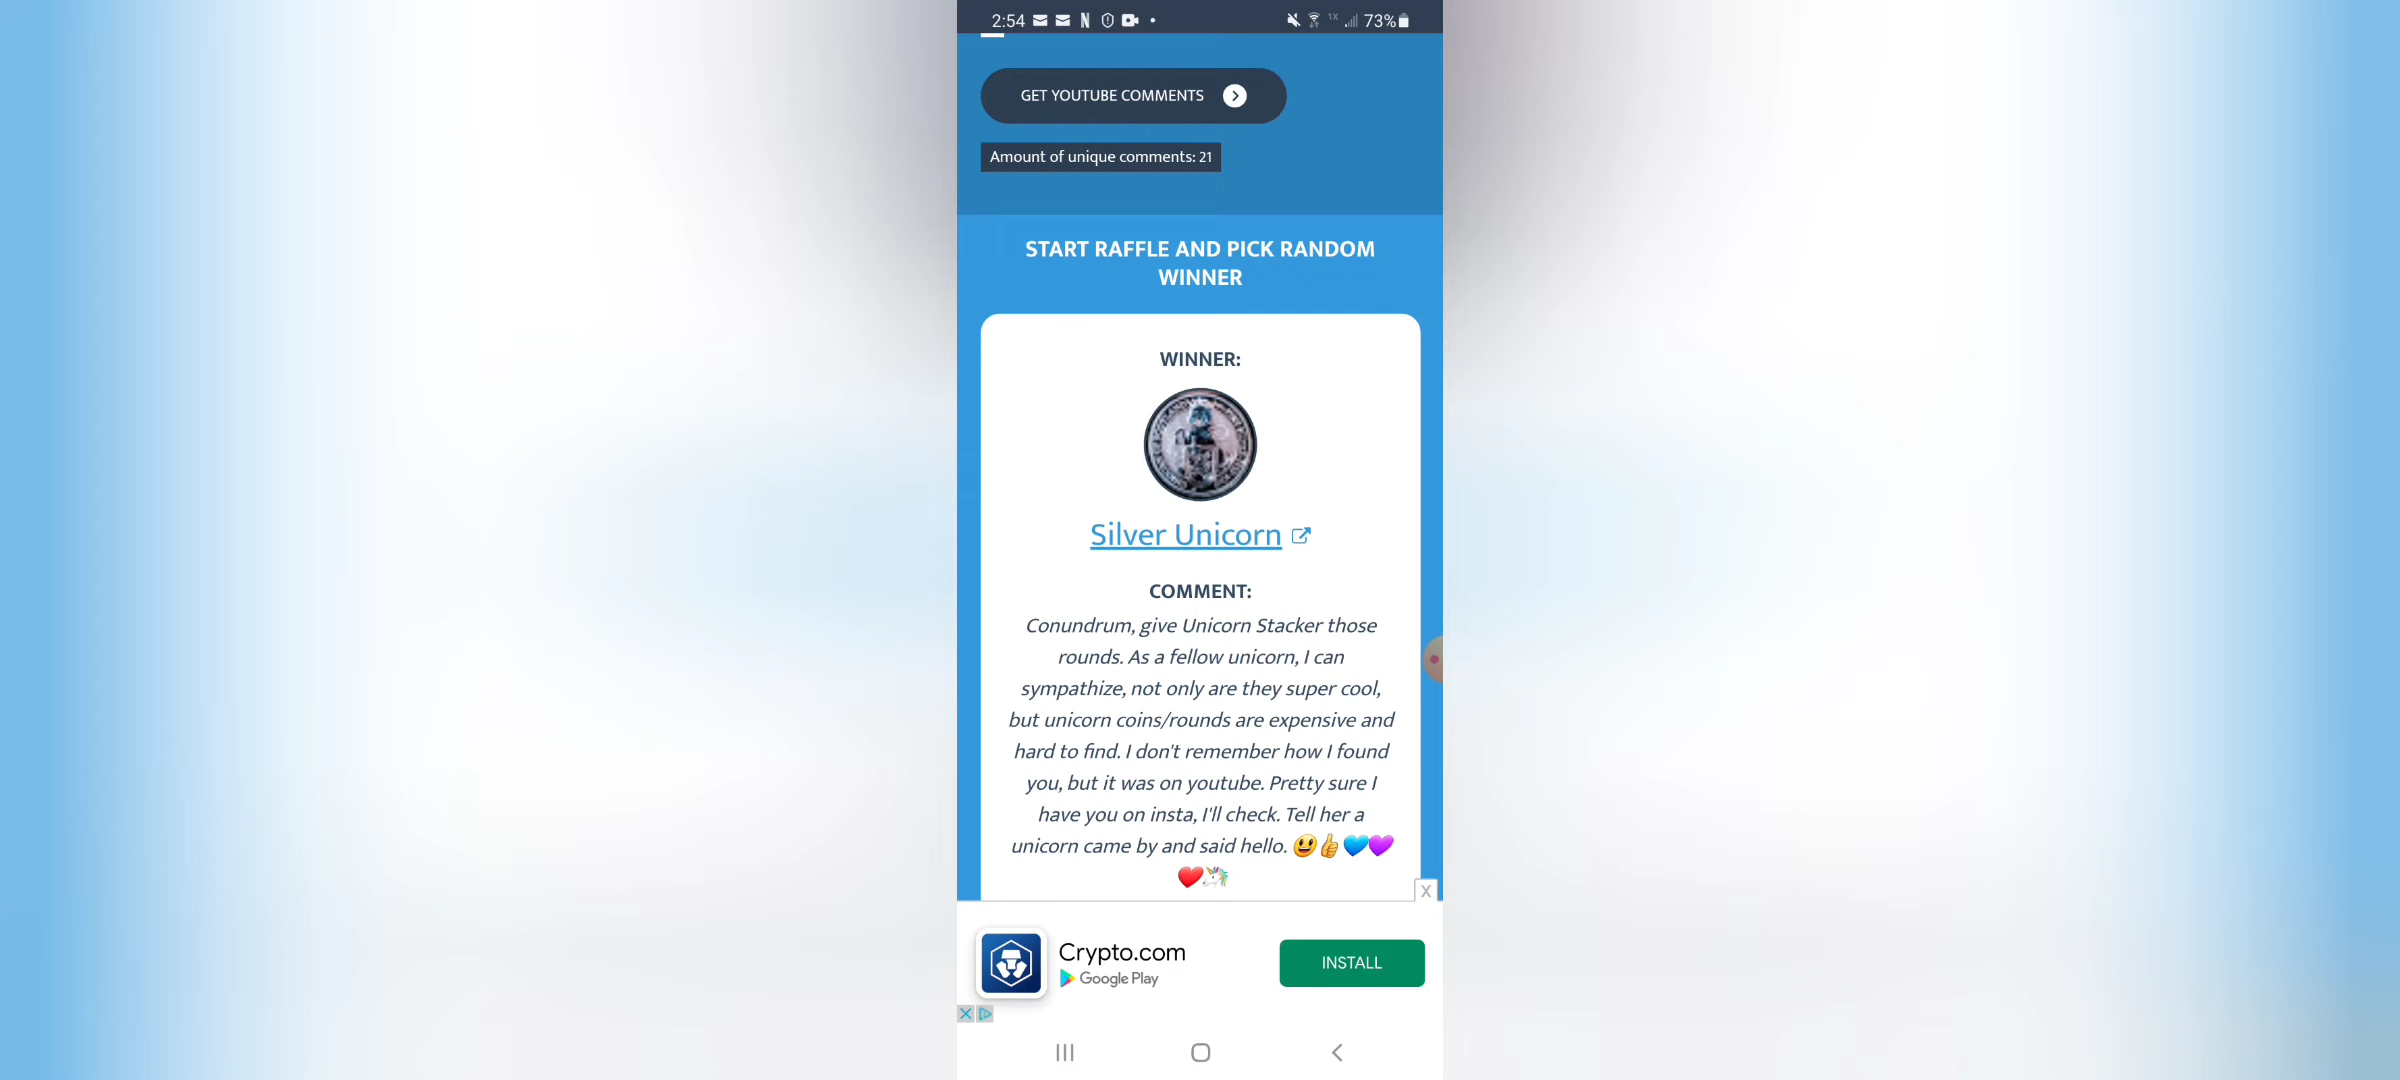 2:54
1X
73%
GET YOUTUBE COMMENTS
Amount of unique comments: 21
START RAFFLE AND PICK RANDOM
WINNER
WINNER:
Silver Unicorn
COMMENT:
Conundrum, give Unicorn Stacker those
rounds. As a fellow unicorn, I can
sympathize, not only are they super cool,
but unicorn coins/rounds are expensive and
hard to find. I don't remember how I found
you, but it was on youtube. Pretty sure I
have you on insta, I'll check. Tell her a
unicorn came by and said hello. 😃👍💙💜
❤️🦄
X
Crypto.com
Google Play
INSTALL